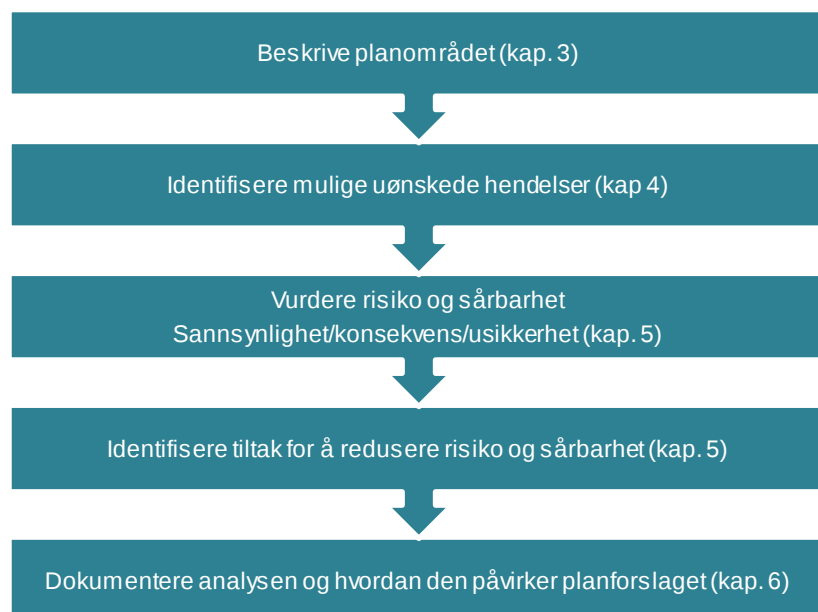 Beskrive planområdet (kap. 3)
Identifisere mulige uønskede hendelser (kap 4)
Vurdere risiko og sårbarhet
Sannsynlighet/konsekvens/usikkerhet (kap. 5)
Identifisere tiltak for å redusere risiko og sårbarhet (kap. 5)
Dokumentere analysen og hvordan den påvirker planforslaget (kap. 6)